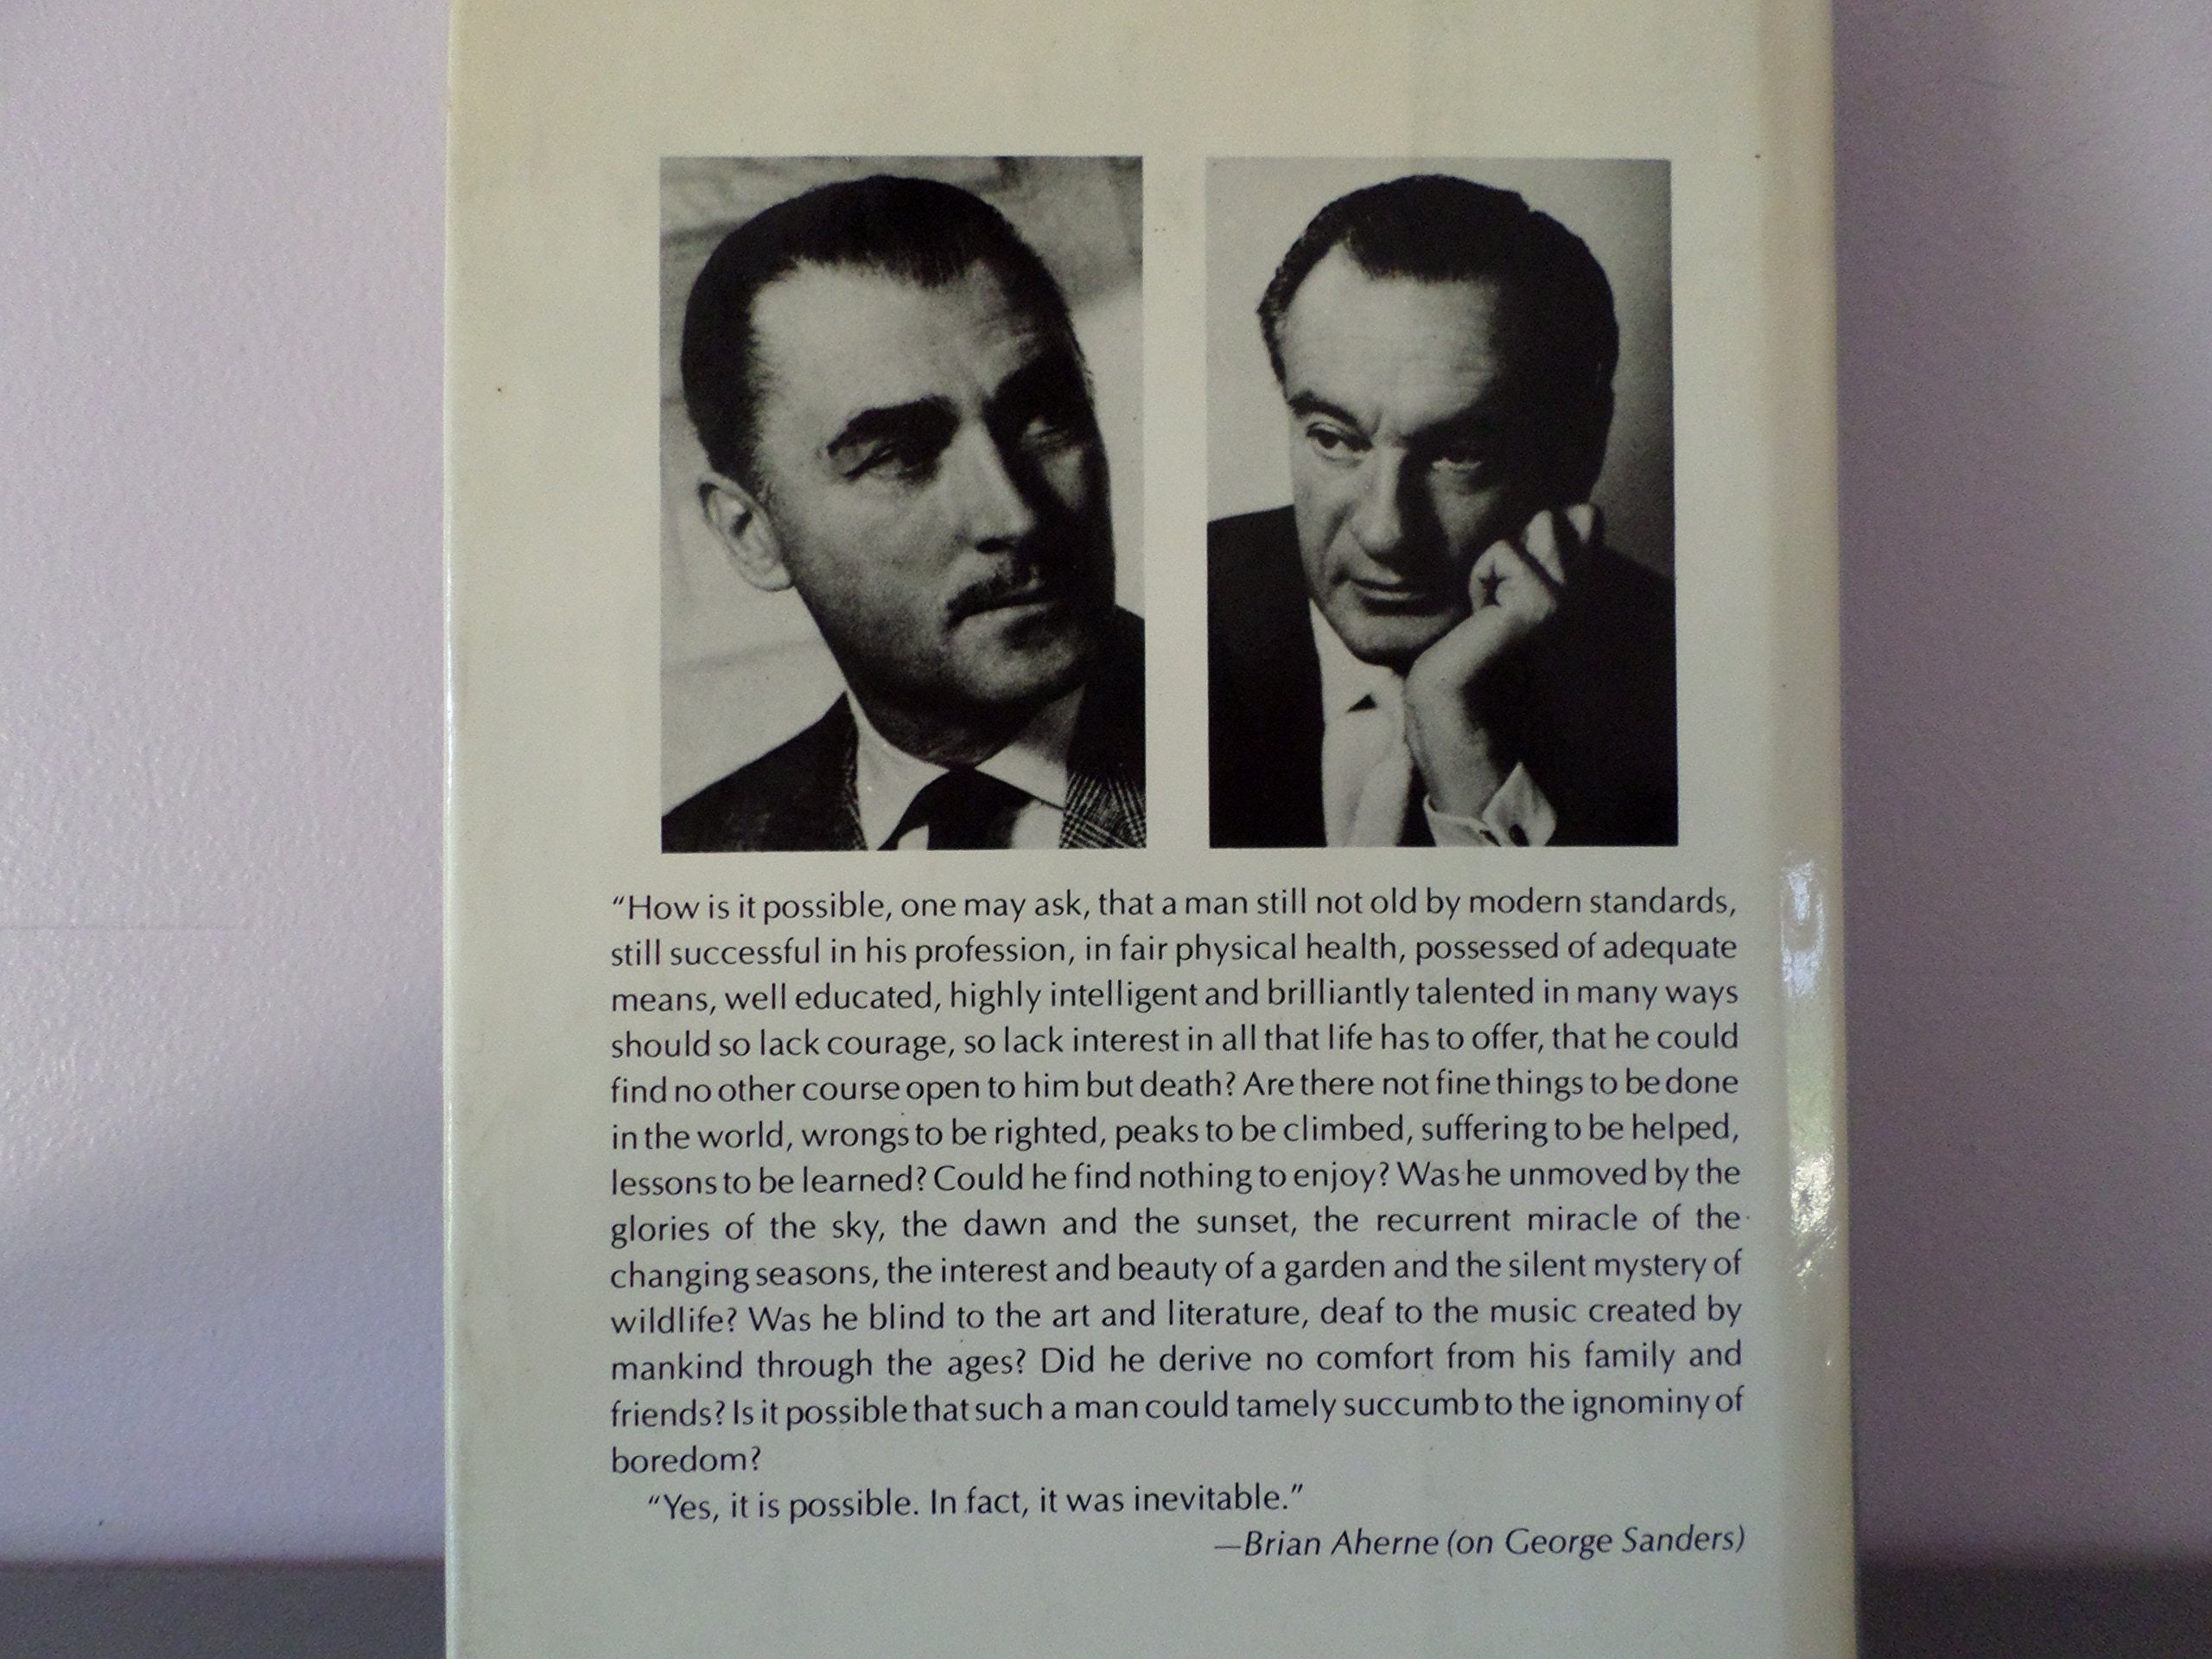 “How is it possible, one may ask, that a man still not old by modern standards,
still successful in his profession, in fair physical health, possessed of adequate
means, well educated, highly intelligent and brilliantly talented in many ways
should so lack courage, so lack interest in all that life has to offer, that he could
find no other course open to him but death? Are there not fine things to be done
in the world, wrongs to be righted, peaks to be climbed, suffering to be helped,
lessons to be learned? Could he find nothing to enjoy? Was he unmoved by the
glories of the sky, the dawn and the sunset, the recurrent miracle of the
changing seasons, the interest and beauty of a garden and the silent mystery of
wildlife? Was he blind to the art and literature, deaf to the music created by
mankind through the ages? Did he derive no comfort from his family and
friends? Is it possible that such a man could tamely succumb to the ignominy of
boredom?
“Yes, it is possible. In fact, it was inevitable.”
—Brian Aherne (on George Sanders)